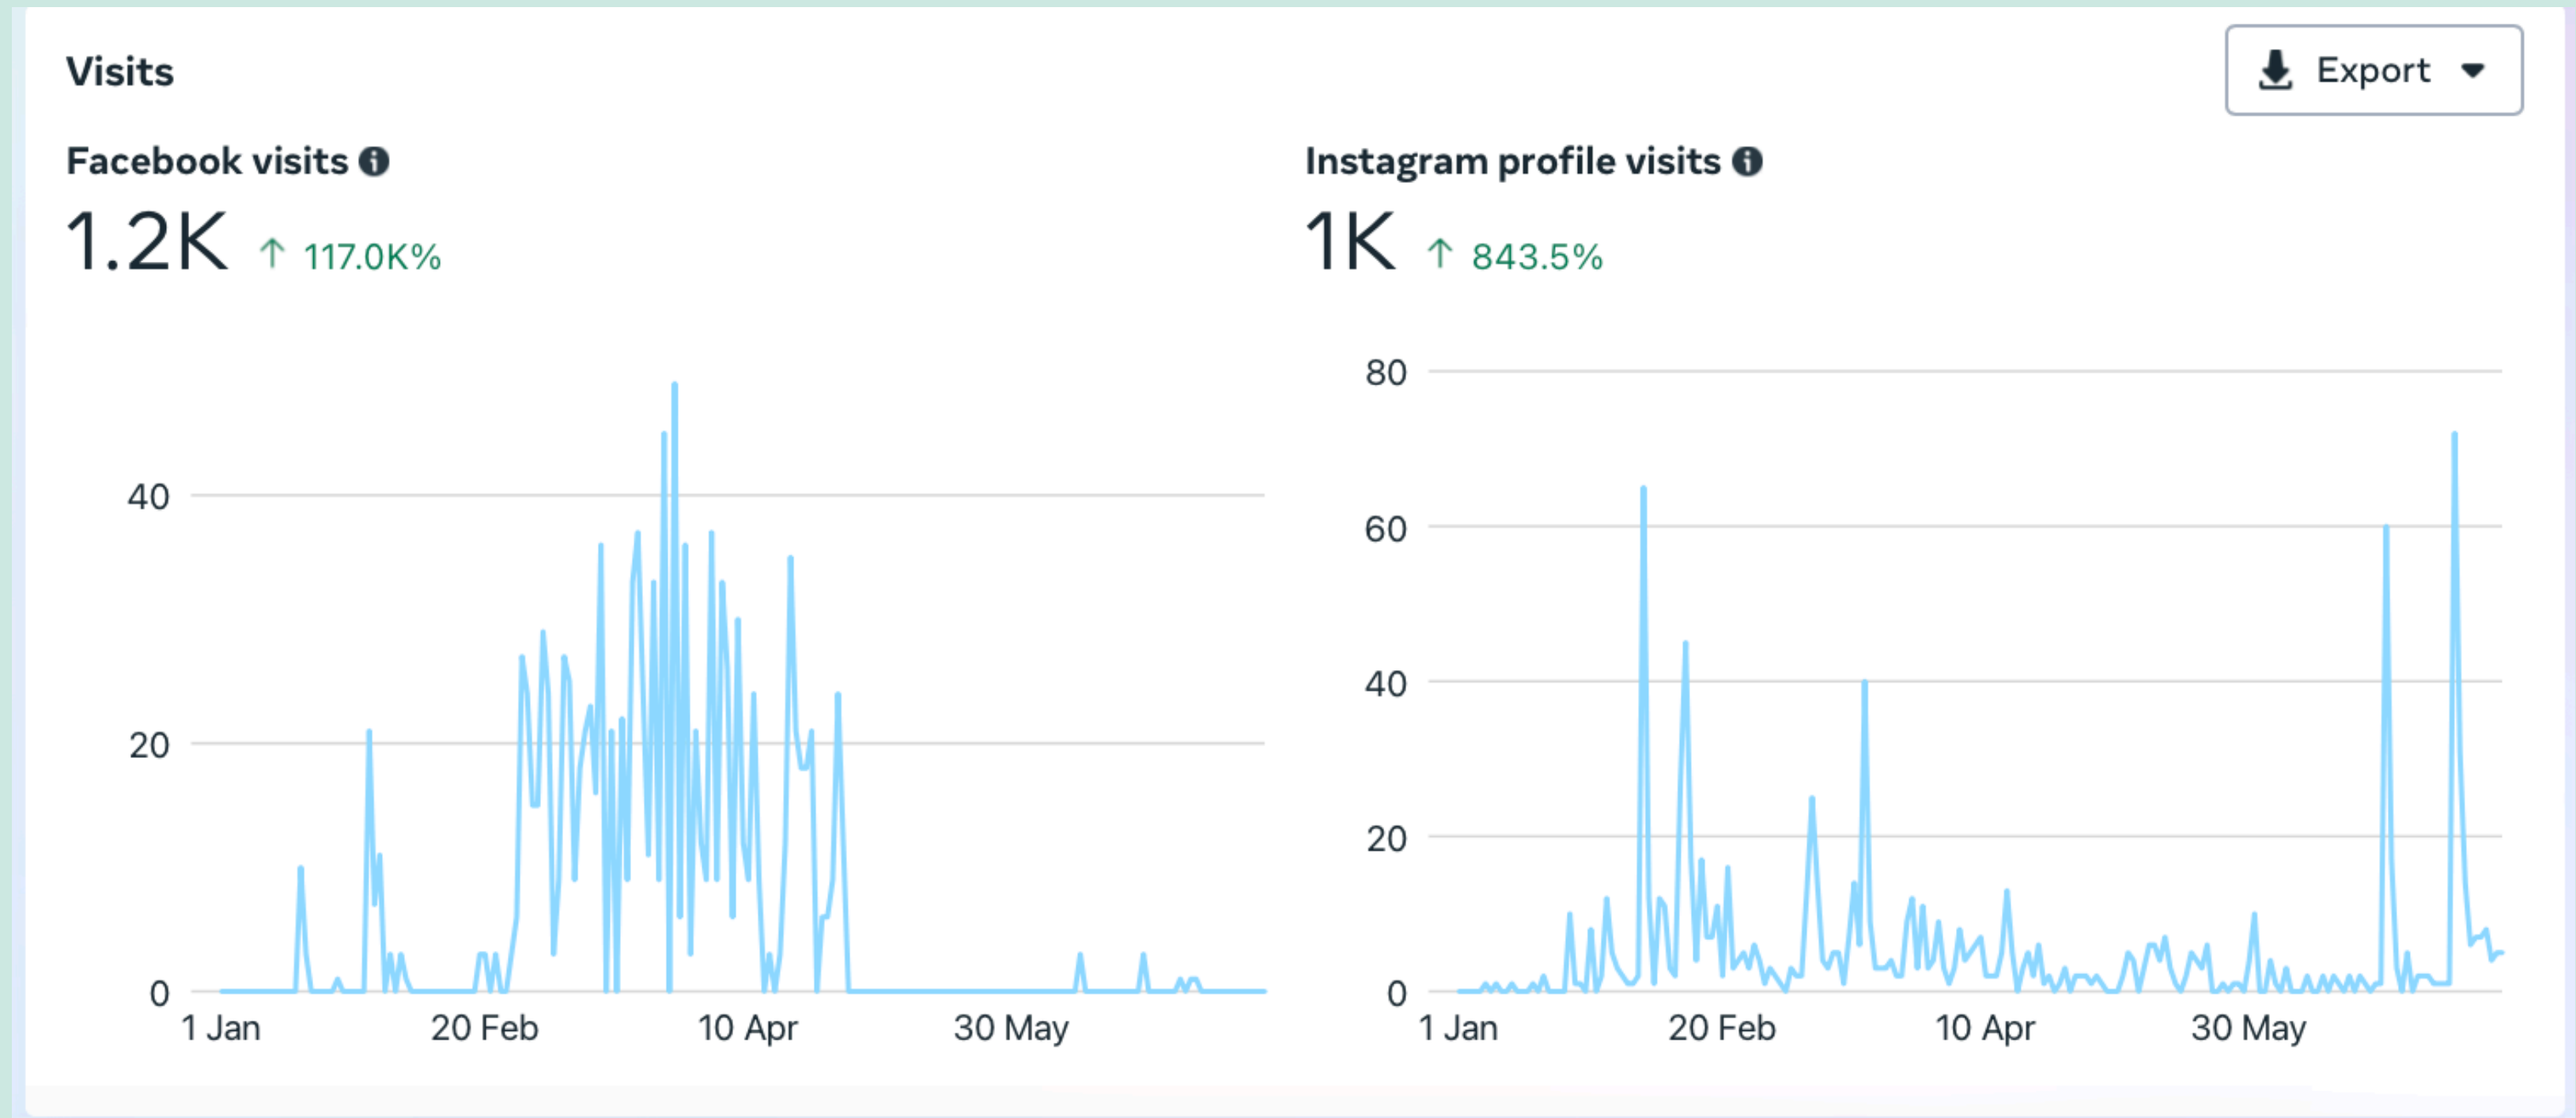 Visits
Export
Facebook visits
1.2K ↑ 117.0K%
40
20
0
1 Jan 20 Feb 10 Apr 30 May
Instagram profile visits
1K ↑ 843.5%
80
60
40
20
0
1 Jan 20 Feb 10 Apr 30 May